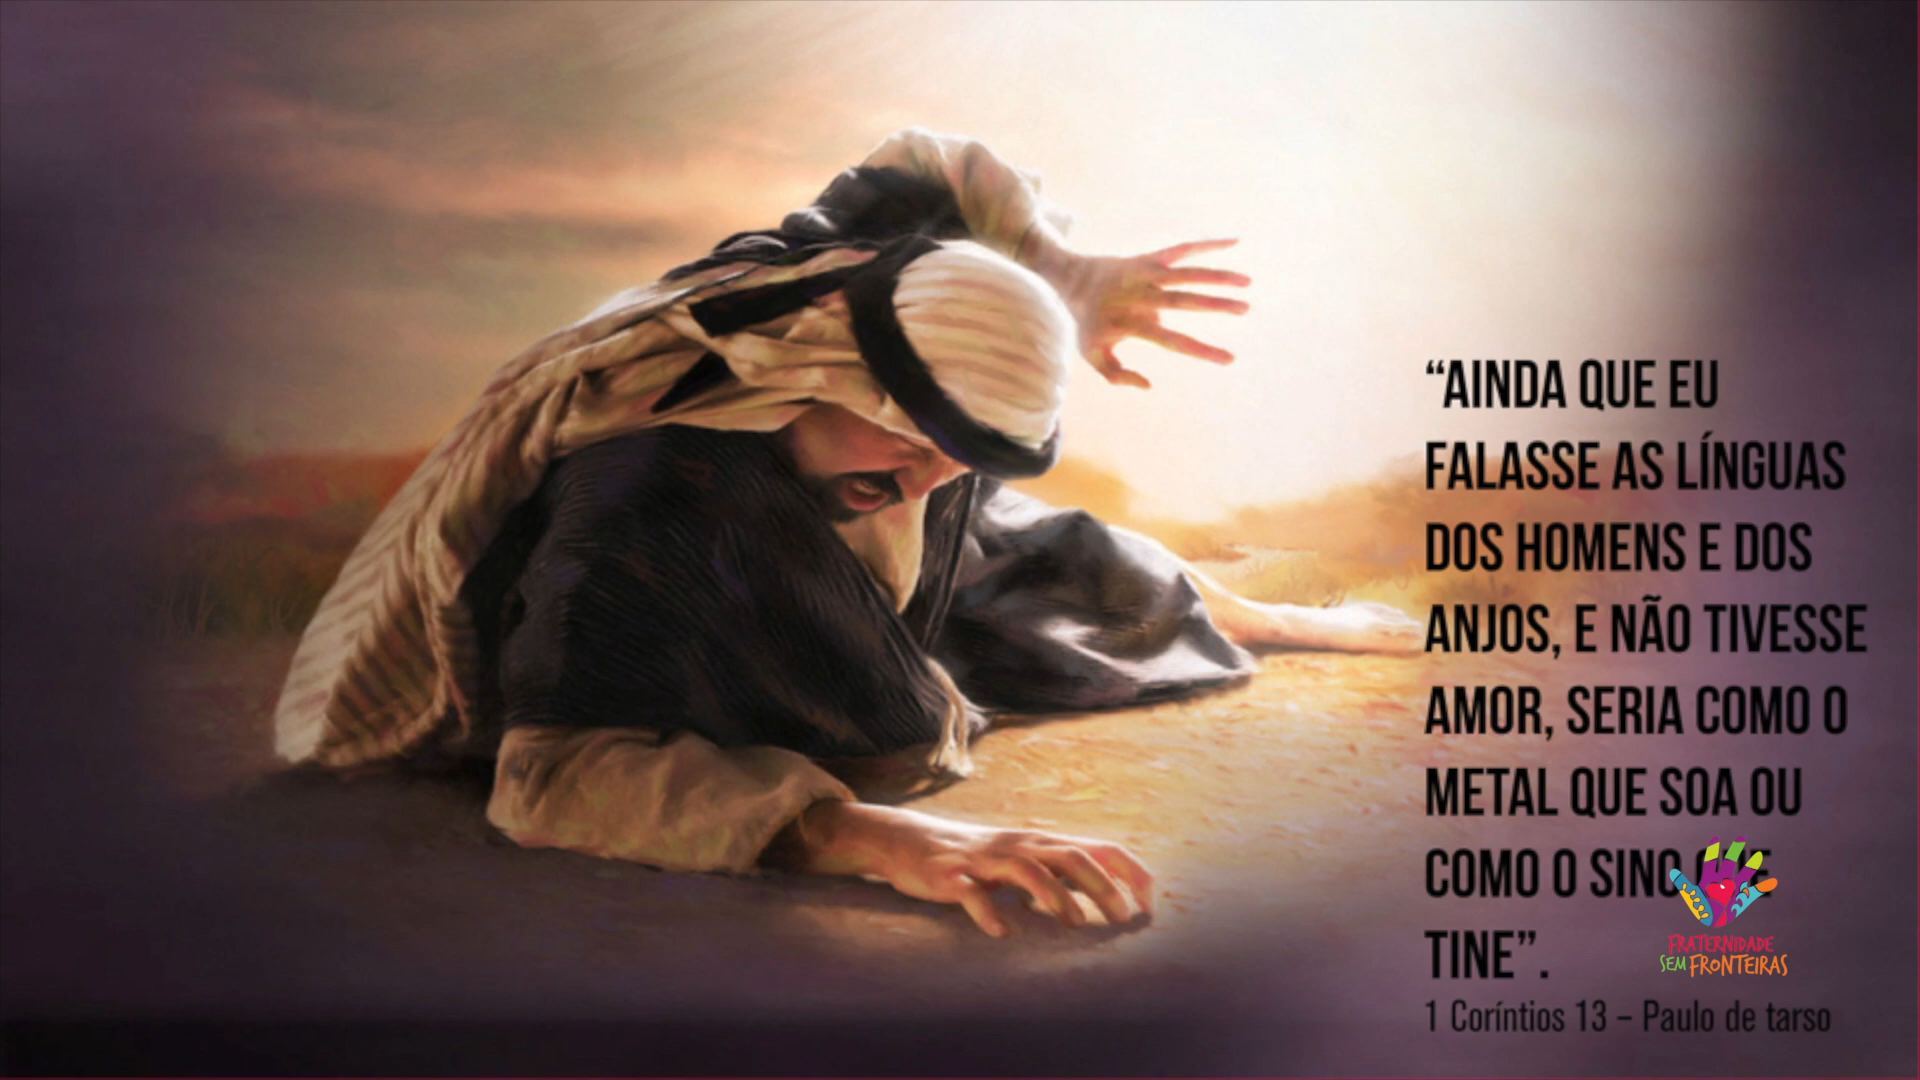 “AINDA QUE EU
FALASSE AS LÍNGUAS
DOS HOMENS E DOS
ANJOS, E NÃO TIVESSE
AMOR, SERIA COMO O
METAL QUE SOA OU
COMO O SINO
TINE”.
FRATERNIDADE
SEM FRONTEIRAS
1 Coríntios 13 – Paulo de tarso